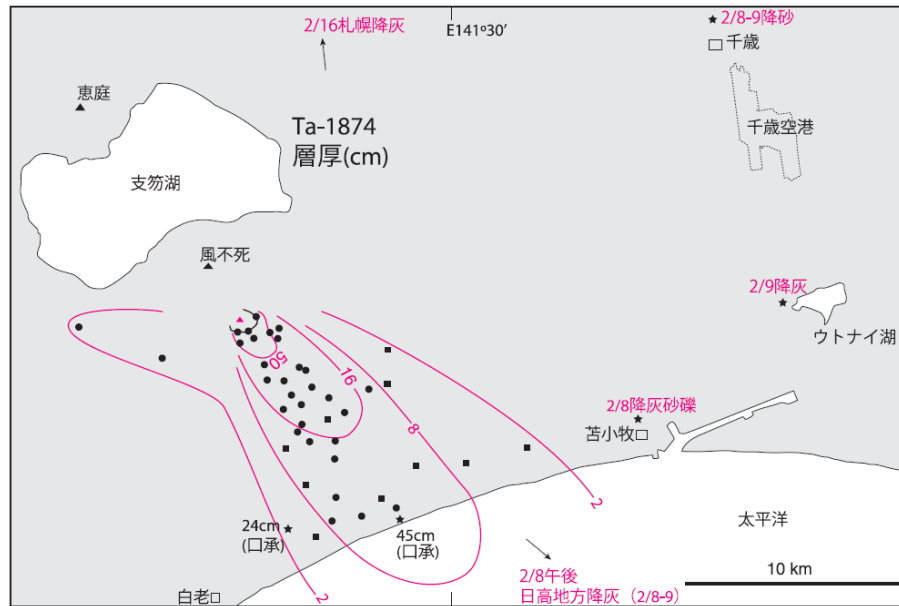 2/16札幌降灰
E141º30’
2/8-9降砂
千歳
恵庭
Ta-1874
層厚(cm)
千歳空港
支笏湖
風不死
2/9降灰
ウトナイ湖
50
16
8
2/8降灰砂礫
苫小牧
2
24cm
(口承)
45cm
(口承)
太平洋
2/8午後
日高地方降灰（2/8-9）
10 km
白老
2